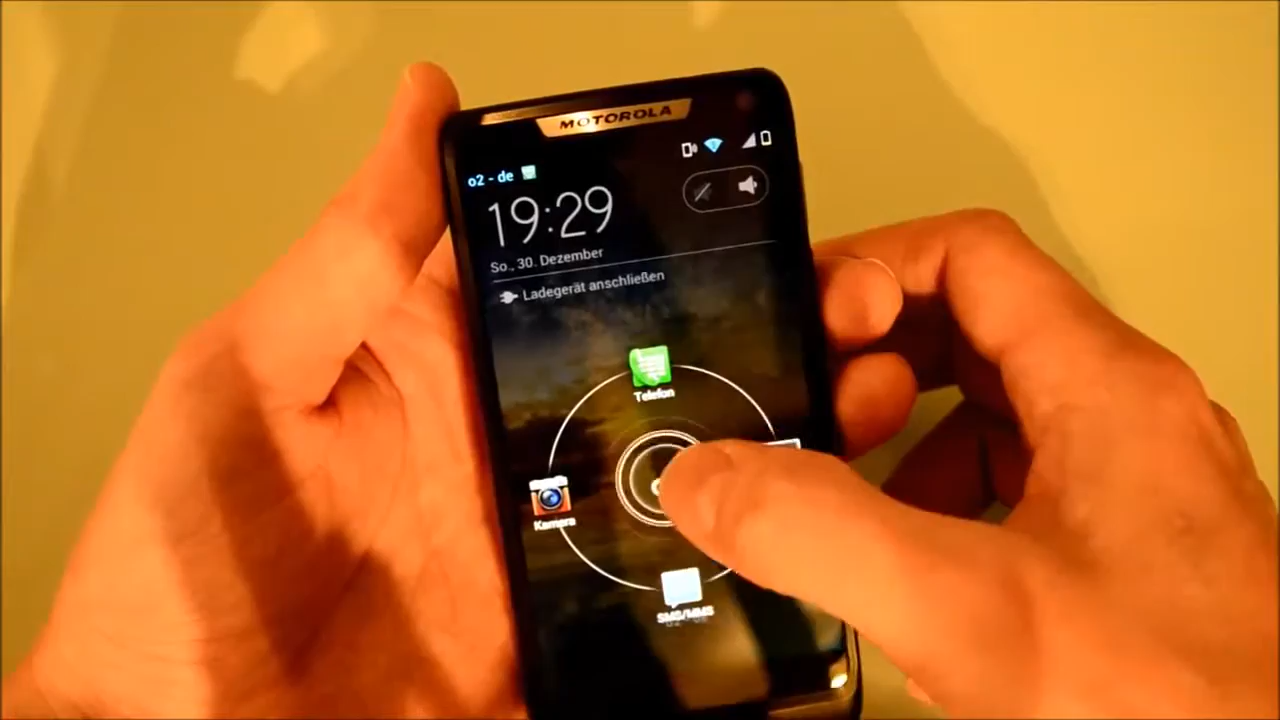 MOTOROLA
o2 - de
19:29
So., 30. Dezember
Ladegerät anschließen
Telefon
Kamera
SMS/MMS